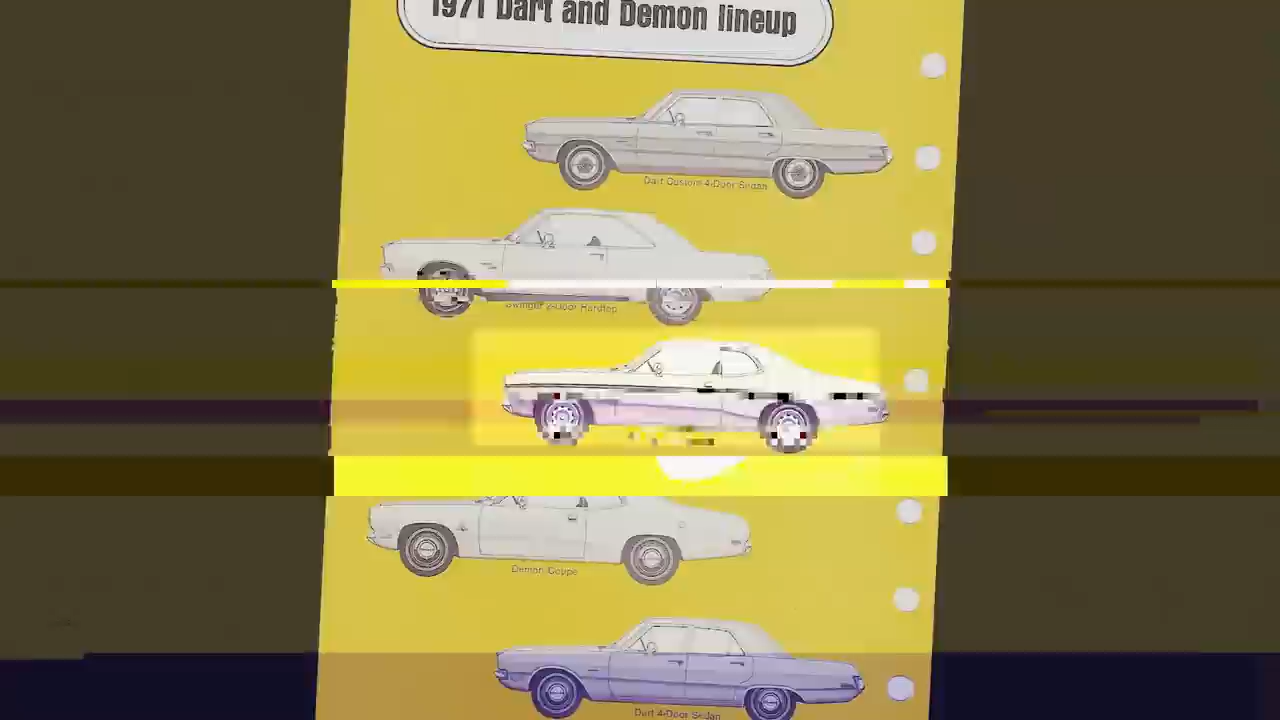 1971 Dart and Demon lineup
Dart Custom 4-Door Sedan
Swinger 2-Door Hardtop
Demon Coupe
Dart 4-Door Sedan